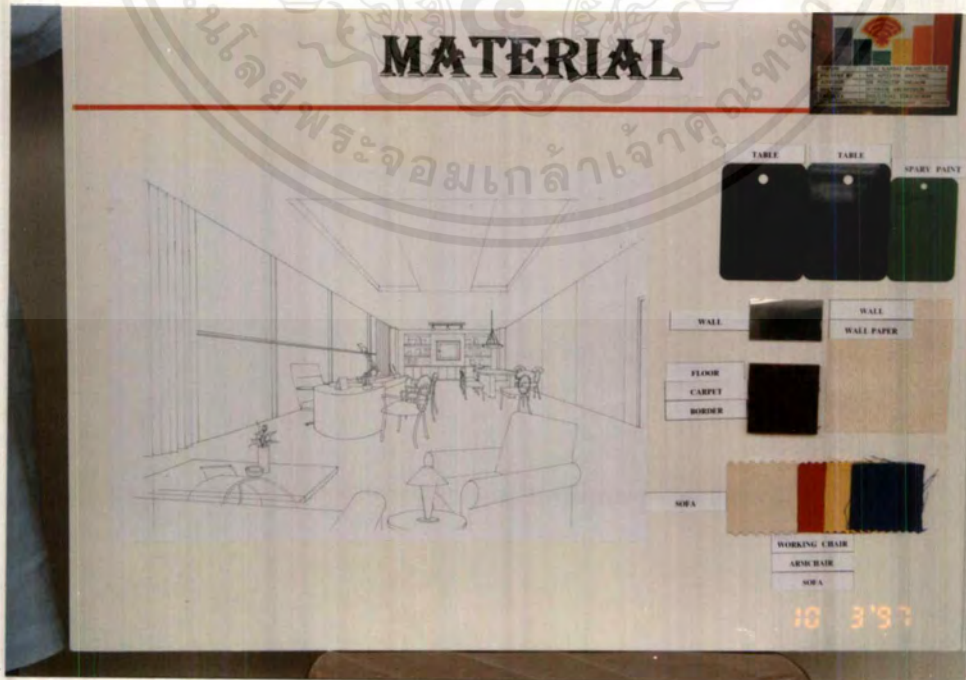 นโลยีพระจอมเกล้าเจ้าคุณทหาร
MATERIAL
TABLE
TABLE
SPARY PAINT
WALL
WALL
WALL PAPER
FLOOR
CARPET
BORDER
SOFA
WORKING CHAIR
ARMCHAIR
SOFA
10 3'97